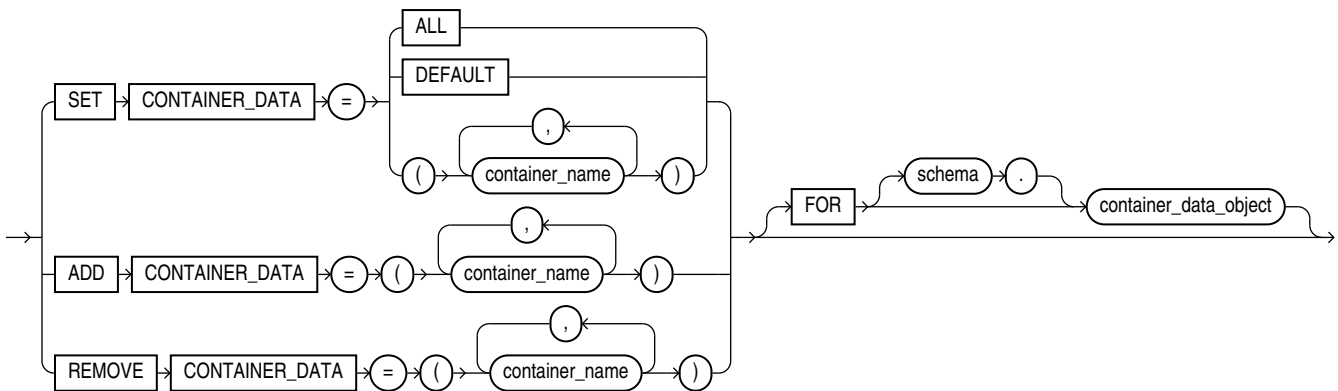 ALL
DEFAULT
SET CONTAINER_DATA =
,
( container_name )
FOR schema . container_data_object
,
ADD CONTAINER_DATA = ( container_name )
,
REMOVE CONTAINER_DATA = ( container_name )